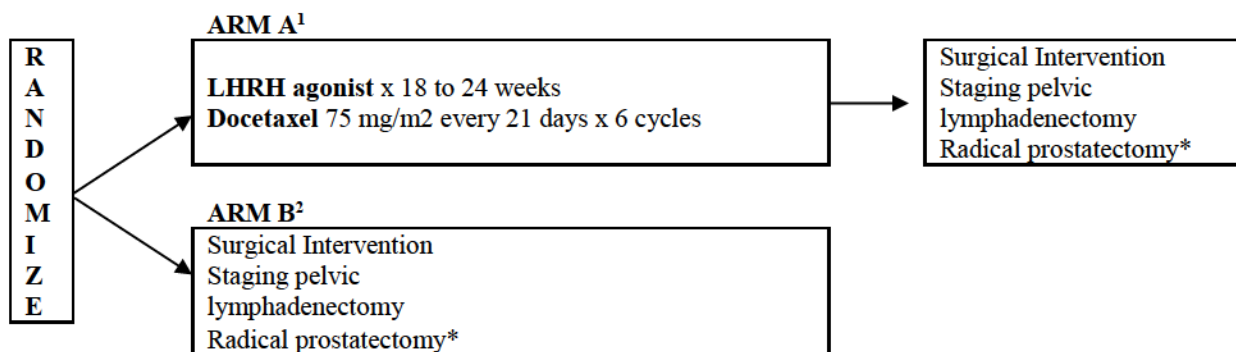 R
A
N
D
O
M
I
Z
E
ARM A¹
LHRH agonist x 18 to 24 weeks
Docetaxel 75 mg/m2 every 21 days x 6 cycles
Surgical Intervention
Staging pelvic
lymphadenectomy
Radical prostatectomy*
ARM B²
Surgical Intervention
Staging pelvic
lymphadenectomy
Radical prostatectomy*